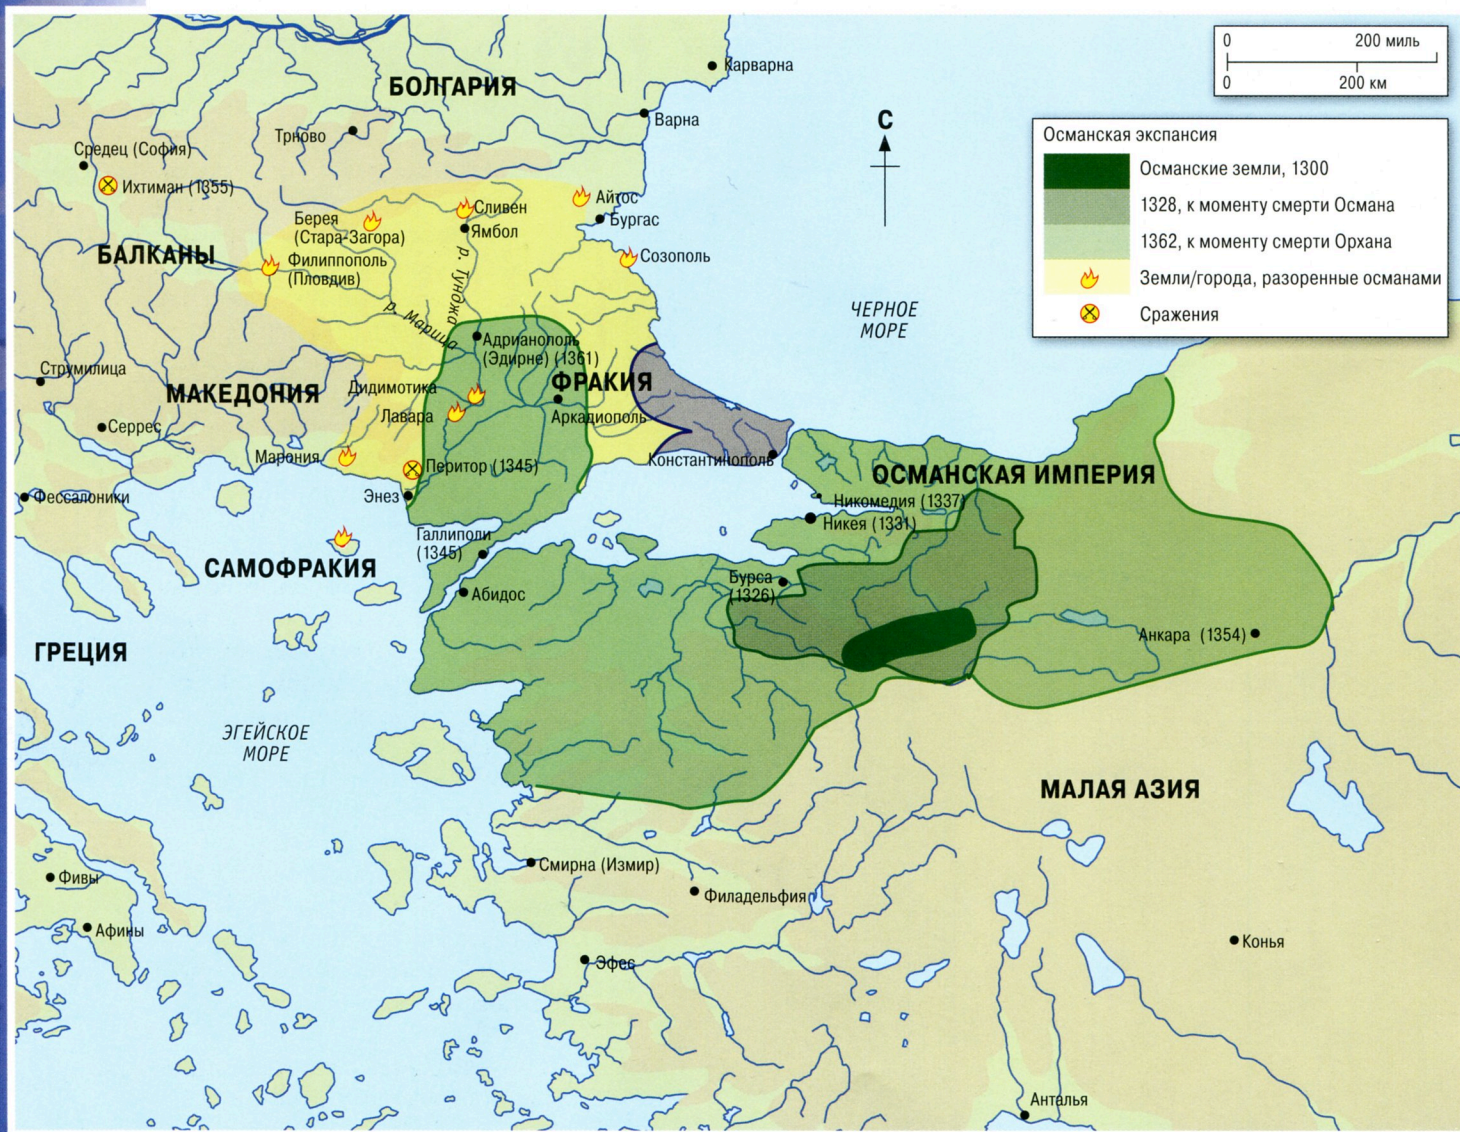 0 200 миль
0 200 км
Османская экспансия
Османские земли, 1300
1328, к моменту смерти Османа
1362, к моменту смерти Орхана
Земли/города, разоренные османами
Сражения
С
БОЛГАРИЯ
Карварна
Варна
Трново
Средец (София)
Ихтиман (1355)
Айтос
Бургас
Сливен
Ямбол
Берея
(Стара-Загора)
БАЛКАНЫ
Филиппополь
(Пловдив)
Созополь
р. Тунджа
р. Марица
ЧЕРНОЕ
МОРЕ
Адрианополь
(Эдирне) (1361)
Струмилица
МАКЕДОНИЯ
Дидимотика
ФРАКИЯ
Лавара
Аркадиополь
Серрес
Марония
Перитор (1345)
Константинополь
ОСМАНСКАЯ ИМПЕРИЯ
Фессалоники
Энез
Никомедия (1337)
Никея (1331)
Галлиполи
(1345)
САМОФРАКИЯ
Абидос
Бурса
(1326)
Анкара (1354)
ГРЕЦИЯ
ЭГЕЙСКОЕ
МОРЕ
МАЛАЯ АЗИЯ
Смирна (Измир)
Филадельфия
Фивы
Афины
Эфес
Конья
Анталья